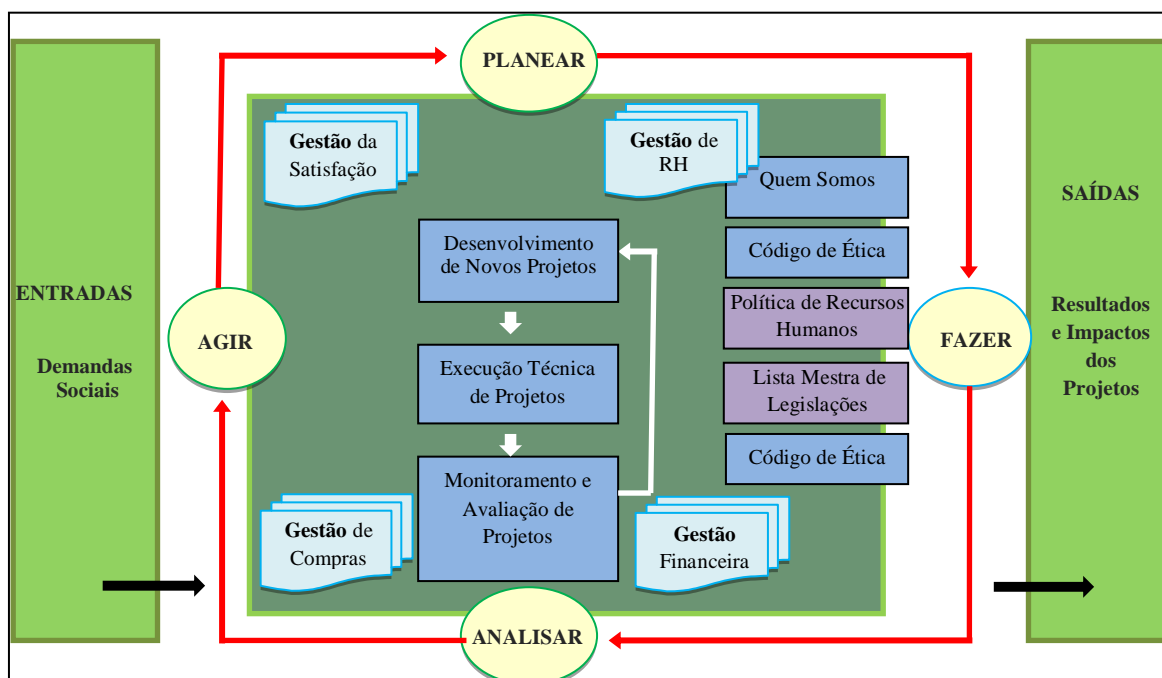 PLANEAR
Gestão da
Satisfação
Gestão de
RH
Quem Somos
SAÍDAS
Desenvolvimento
de Novos Projetos
Código de Ética
ENTRADAS
Demandas
Sociais
AGIR
Política de Recursos
Humanos
FAZER
Resultados
e Impactos
dos
Projetos
Execução Técnica
de Projetos
Lista Mestra de
Legislações
Código de Ética
Monitoramento e
Avaliação de
Projetos
Gestão de
Compras
Gestão
Financeira
ANALISAR